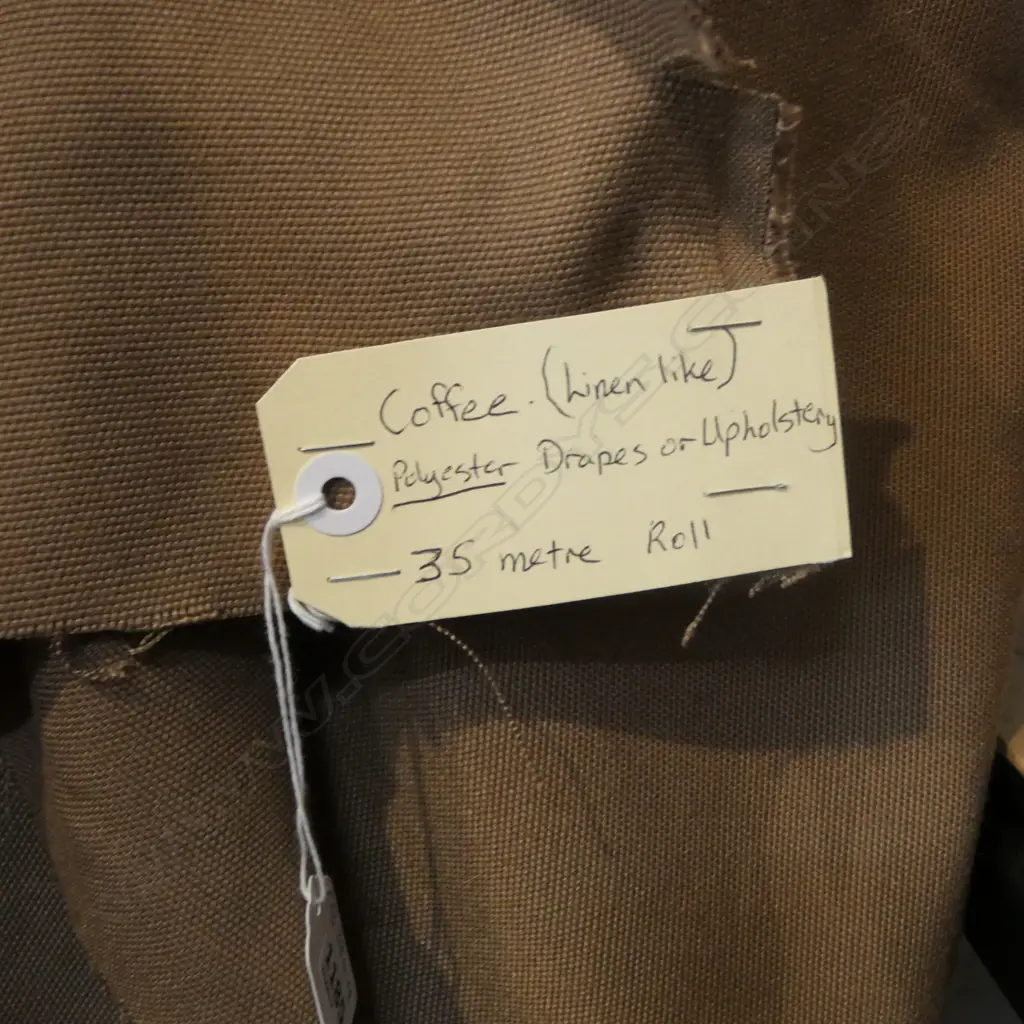 Coffee. (Linen like)
Polyester Drapes or Upholstery
35 metre Roll